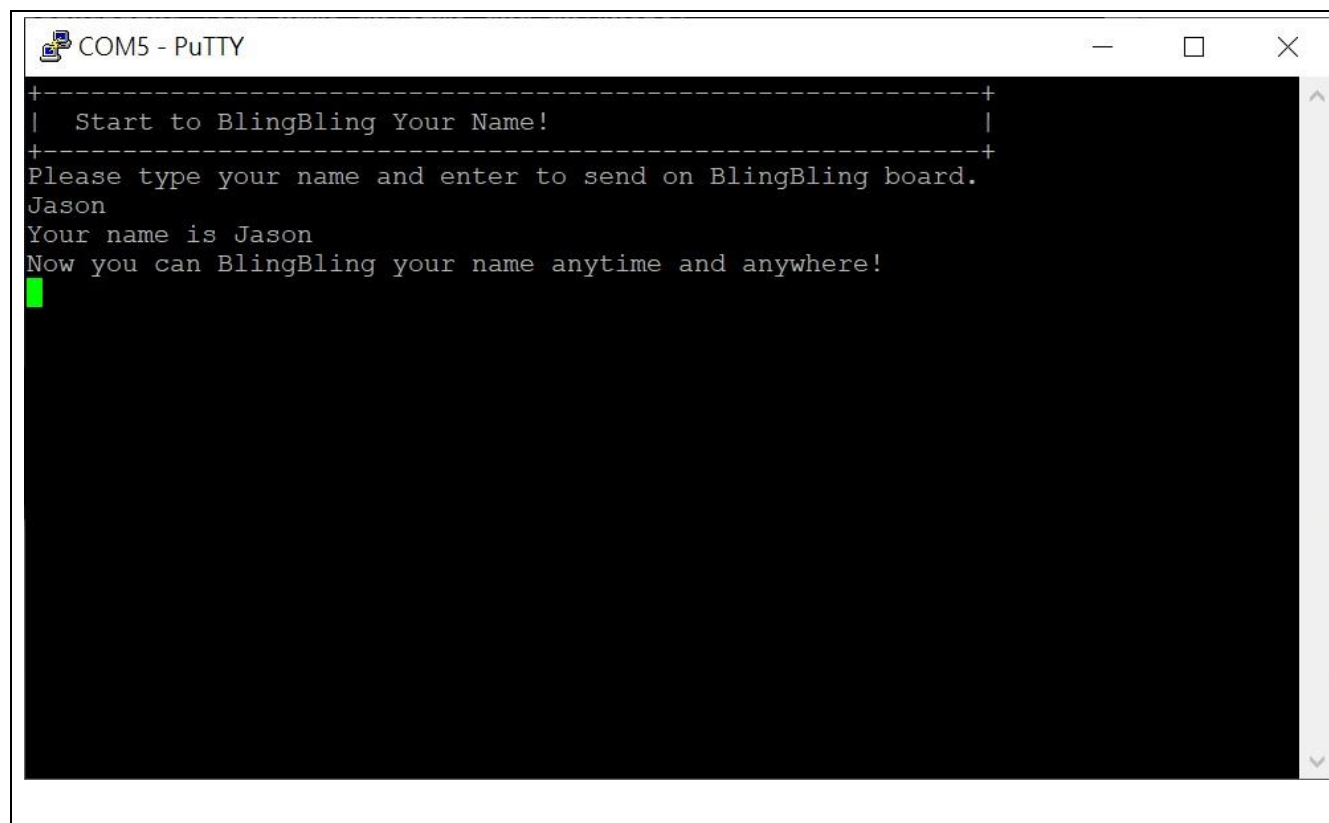 COM5 - PuTTY
+-----------------------------------------------------------+
|  Start to BlingBling Your Name!                           |
+-----------------------------------------------------------+
Please type your name and enter to send on BlingBling board.
Jason
Your name is Jason
Now you can BlingBling your name anytime and anywhere!